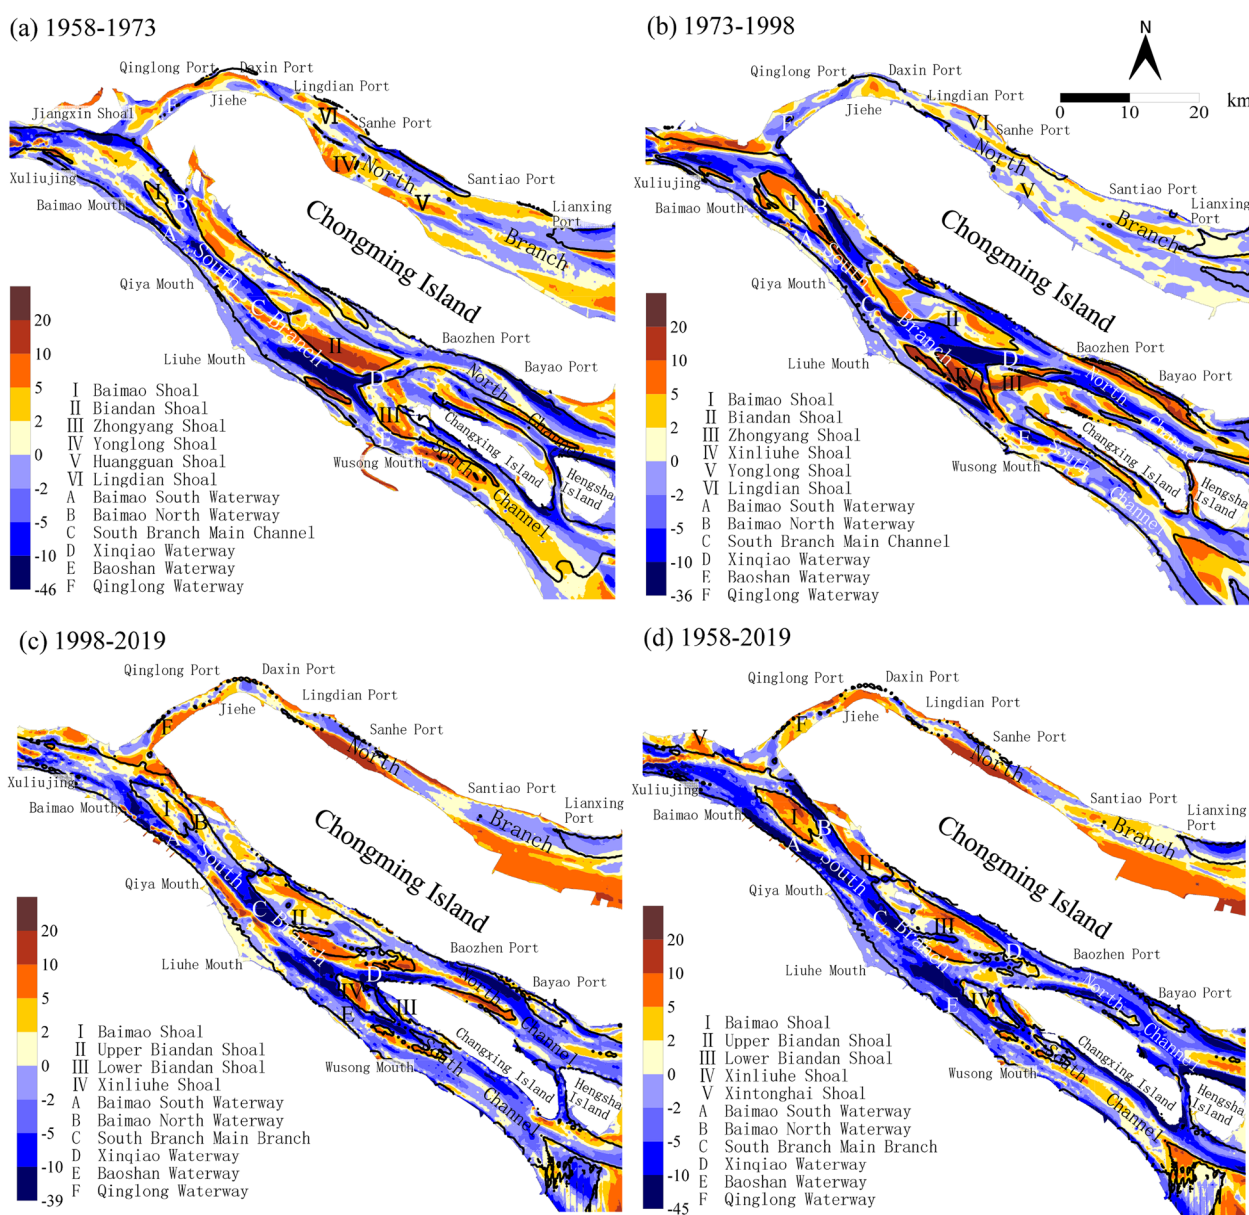 (a) 1958-1973
Qinglong Port
Daxin Port
Lingdian Port
Jiangxin Shoal
F
Jiehe
VI
Sanhe Port
Xuliujing
IV
North
Santiao Port
Baimao Mouth
I
B
V
Lianxing
Port
A
Chongming Island
Branch
South
Qiya Mouth
C
Branch
Baozhen Port
II
Liuhe Mouth
D
Bayao Port
North
Channel
III
Changxing Island
E
South
Hengsha
Island
Wusong Mouth
Channel
20
10
5
2
0
-2
-5
-10
-46
I Baimao Shoal
II Biandan Shoal
III Zhongyang Shoal
IV Yonglong Shoal
V Huangguan Shoal
VI Lingdian Shoal
A Baimao South Waterway
B Baimao North Waterway
C South Branch Main Channel
D Xinqiao Waterway
E Baoshan Waterway
F Qinglong Waterway
(b) 1973-1998
N
0 10 20 km
Qinglong Port
Daxin Port
Lingdian Port
Jiehe
F
VI
Sanhe Port
North
Xuliujing
V
Santiao Port
Baimao Mouth
I
B
Lianxing
Port
A
Chongming Island
Branch
South
Qiya Mouth
C
Branch
II
Baozhen Port
Liuhe Mouth
D
Bayao Port
IV
III
North
Channel
E
Changxing Island
South
Hengsha
Island
Wusong Mouth
Channel
20
10
5
2
0
-2
-5
-10
-36
I Baimao Shoal
II Biandan Shoal
III Zhongyang Shoal
IV Xinliuhe Shoal
V Yonglong Shoal
VI Lingdian Shoal
A Baimao South Waterway
B Baimao North Waterway
C South Branch Main Channel
D Xinqiao Waterway
E Baoshan Waterway
F Qinglong Waterway
(c) 1998-2019
Qinglong Port
Daxin Port
Lingdian Port
Jiehe
F
Sanhe Port
North
Xuliujing
Santiao Port
Baimao Mouth
I
B
Lianxing
Port
A
Chongming Island
Branch
South
Qiya Mouth
C
Branch
II
Baozhen Port
Liuhe Mouth
D
Bayao Port
IV
III
North
Channel
E
Changxing Island
South
Hengsha
Island
Wusong Mouth
Channel
20
10
5
2
0
-2
-5
-10
-39
I Baimao Shoal
II Upper Biandan Shoal
III Lower Biandan Shoal
IV Xinliuhe Shoal
A Baimao South Waterway
B Baimao North Waterway
C South Branch Main Branch
D Xinqiao Waterway
E Baoshan Waterway
F Qinglong Waterway
(d) 1958-2019
Qinglong Port
Daxin Port
Lingdian Port
Jiehe
V
F
Sanhe Port
North
Xuliujing
Santiao Port
Baimao Mouth
I
B
Lianxing
Port
A
Chongming Island
Branch
South
II
Qiya Mouth
C
Branch
III
Baozhen Port
Liuhe Mouth
D
Bayao Port
IV
North
Channel
E
Changxing Island
South
Hengsha
Island
Wusong Mouth
Channel
20
10
5
2
0
-2
-5
-10
-45
I Baimao Shoal
II Upper Biandan Shoal
III Lower Biandan Shoal
IV Xinliuhe Shoal
V Xintonghai Shoal
A Baimao South Waterway
B Baimao North Waterway
C South Branch Main Branch
D Xinqiao Waterway
E Baoshan Waterway
F Qinglong Waterway